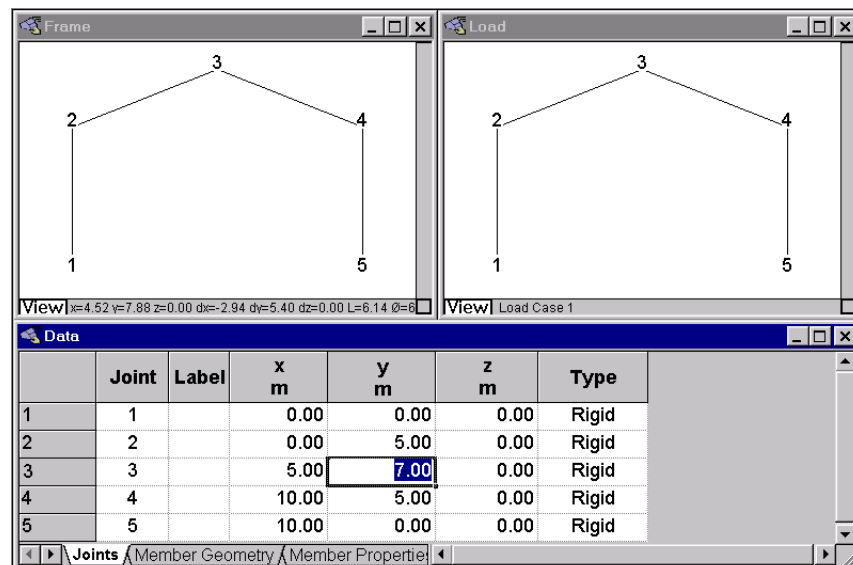 Frame
3
2
4
1
5
View x=4.52 y=7.88 z=0.00 dx=-2.94 dy=5.40 dz=0.00 L=6.14 Ø=6
Load
3
2
4
1
5
View Load Case 1
Data
Joint Label x m y m z m Type
1 1 0.00 0.00 0.00 Rigid
2 2 0.00 5.00 0.00 Rigid
3 3 5.00 7.00 0.00 Rigid
4 4 10.00 5.00 0.00 Rigid
5 5 10.00 0.00 0.00 Rigid
Joints Member Geometry Member Properties